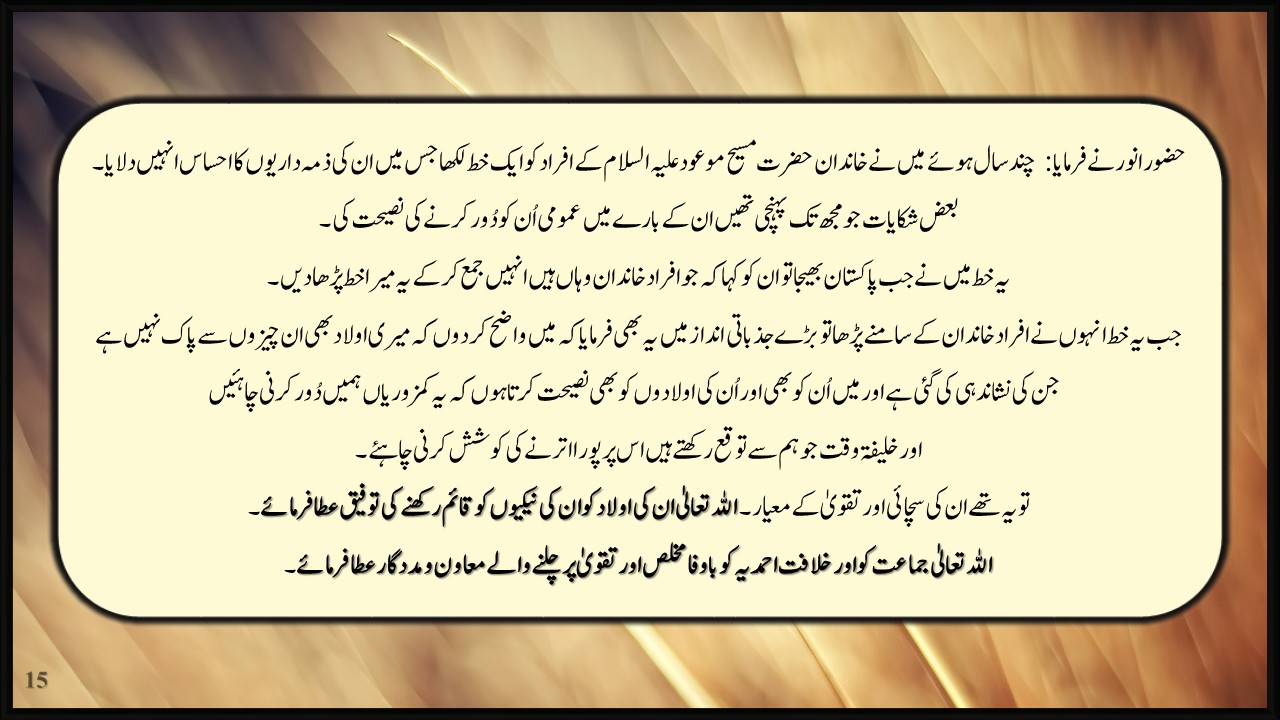 حضور انور نے فرمایا: چند سال ہوئے میں نے خاندان حضرت مسیح موعود علیہ السلام کے افراد کو ایک خط لکھا جس میں ان کی ذمہ داریوں کا احساس انہیں دلایا۔
بعض شکایات جو مجھ تک پہنچی تھیں ان کے بارے میں عمومی اُن کو دُور کرنے کی نصیحت کی۔
یہ خط میں نے جب پاکستان بھیجا تو ان کو کہا کہ جو افراد خاندان وہاں ہیں انہیں جمع کر کے یہ میرا خط پڑھا دیں۔
جب یہ خط انہوں نے افراد خاندان کے سامنے پڑھا تو بڑے جذباتی انداز میں یہ بھی فرمایا کہ میں واضح کر دوں کہ میری اولاد بھی ان چیزوں سے پاک نہیں ہے
جن کی نشاندہی کی گئی ہے اور میں اُن کو بھی اور اُن کی اولادوں کو بھی نصیحت کرتا ہوں کہ یہ کمزوریاں ہمیں دُور کرنی چاہئیں
اور خلیفۃ وقت جو ہم سے توقع رکھتے ہیں اس پر پورا اترنے کی کوشش کرنی چاہئے۔
تو یہ تھے ان کی سچائی اور تقویٰ کے معیار۔ اللہ تعالیٰ ان کی اولاد کو ان کی نیکیوں کو قائم رکھنے کی توفیق عطا فرمائے۔
اللہ تعالیٰ جماعت کو اور خلافت احمدیہ کو باوفا مخلص اور تقویٰ پر چلنے والے معاون و مددگار عطا فرمائے۔
15